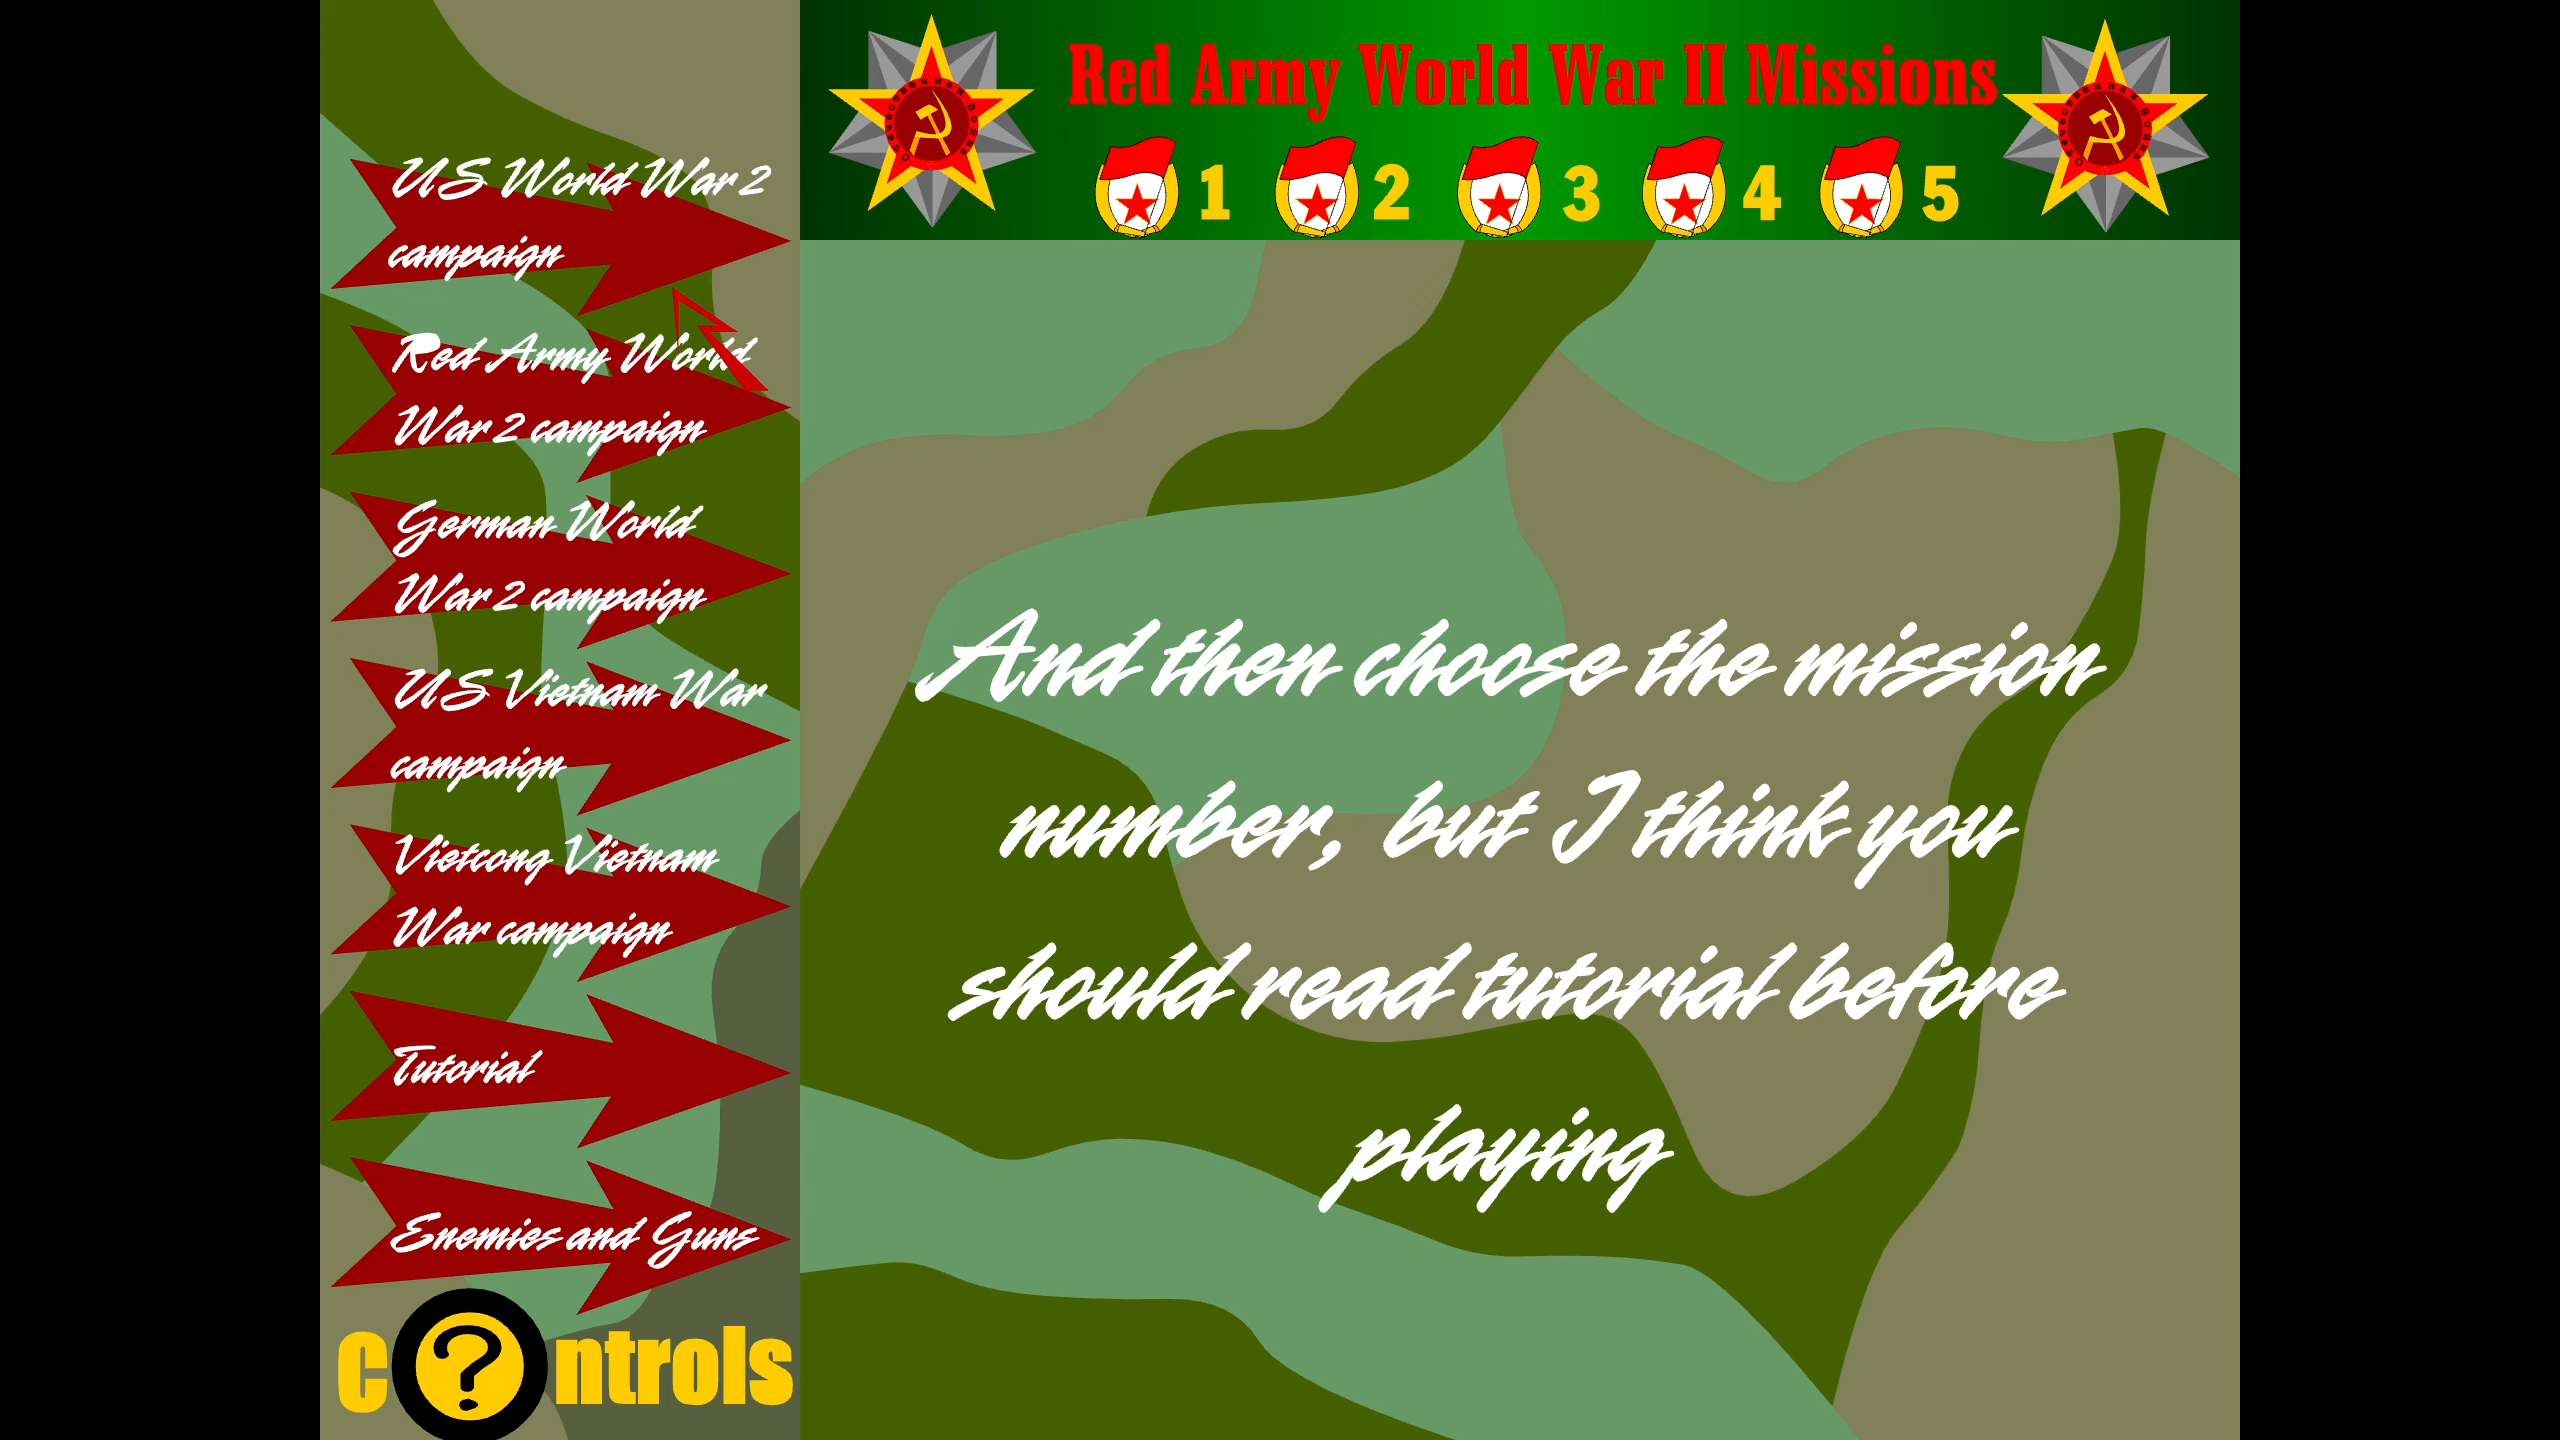 US World War 2
campaign
Red Army World
War 2 campaign
German World
War 2 campaign
US Vietnam War
campaign
Vietcong Vietnam
War campaign
Tutorial
Enemies and Guns
c?ntrols
Red Army World War II Missions
1 2 3 4 5
And then choose the mission
number, but I think you
should read tutorial before
playing